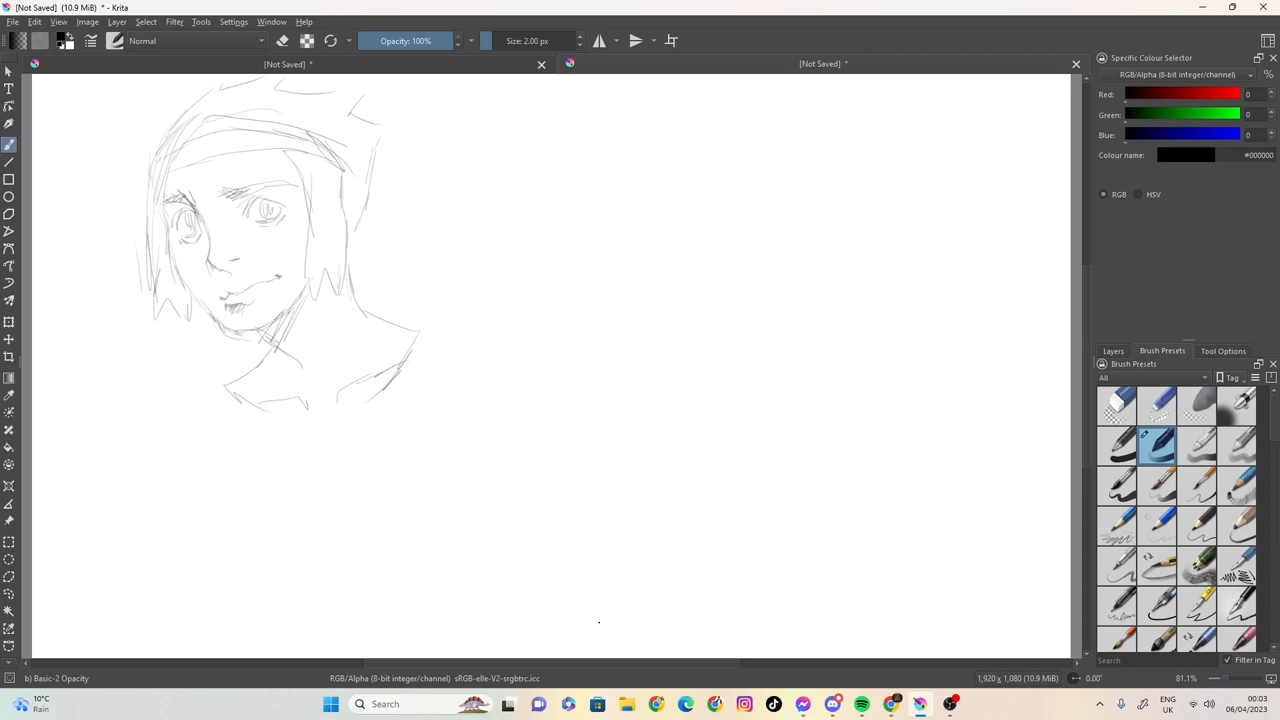 [Not Saved] (10.9 MiB) * - Krita
File Edit View Image Layer Select Filter Tools Settings Window Help
Normal Opacity: 100% Size: 2.00 px
[Not Saved] * [Not Saved] *
Specific Colour Selector
RGB/Alpha (8-bit integer/channel) %
Red: 0
Green: 0
Blue: 0
Colour name: #000000
RGB HSV
Layers Brush Presets Tool Options
Brush Presets
All Tag
Search Filter in Tag
b) Basic-2 Opacity RGB/Alpha (8-bit integer/channel) sRGB-elle-V2-srgbtrc.icc 1,920 x 1,080 (10.9 MiB) 0.00° 81.1%
10°C
Rain
Search
ENG
UK
00:03
06/04/2023